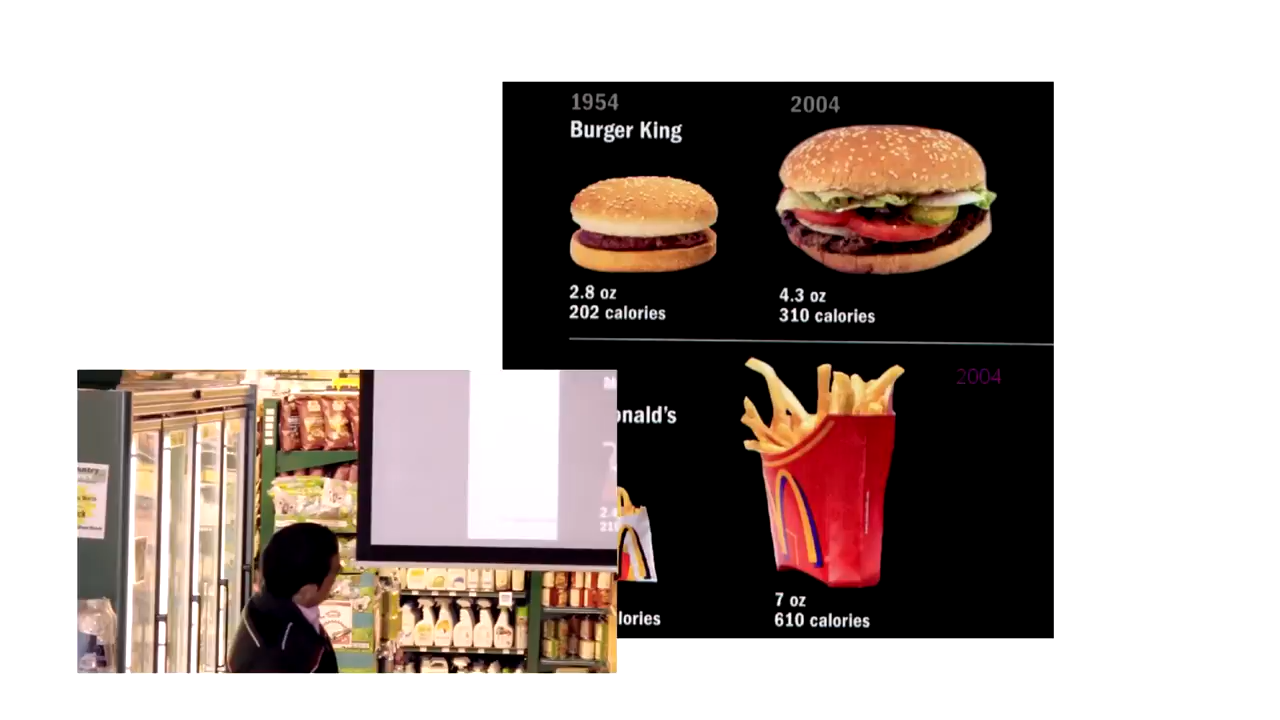 1954
2004
Burger King
2.8 oz
202 calories
4.3 oz
310 calories
2004
onald's
7 oz
610 calories
lories